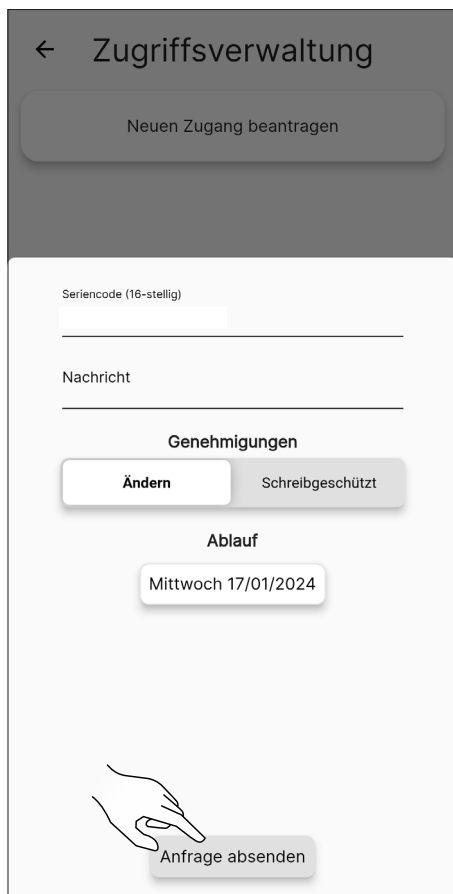 Zugriffsverwaltung
Neuen Zugang beantragen
Seriencode (16-stellig)
Nachricht
Genehmigungen
Ändern Schreibgeschützt
Ablauf
Mittwoch 17/01/2024
Anfrage absenden